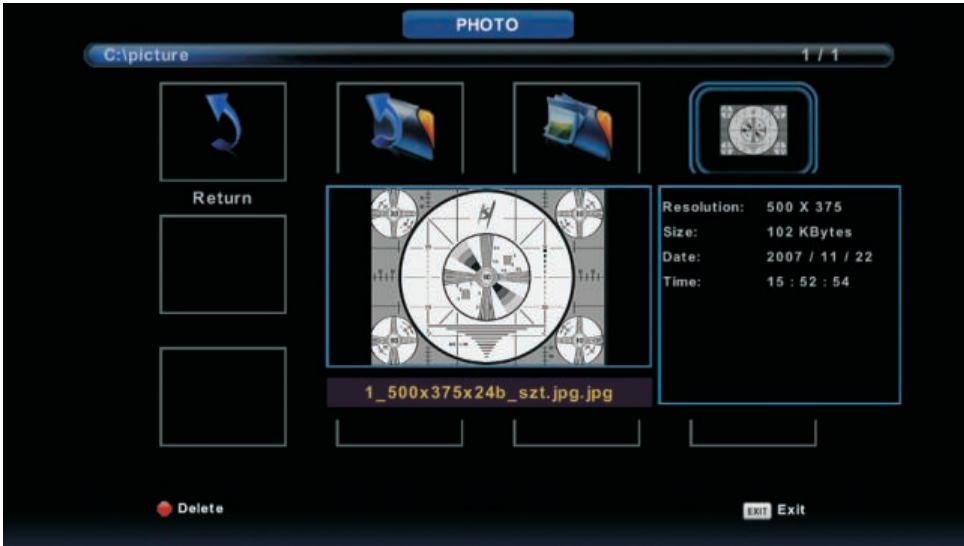 PHOTO
C:\picture
1 / 1
Return
Resolution: 500 X 375
Size: 102 KBytes
Date: 2007 / 11 / 22
Time: 15 : 52 : 54
1_500x375x24b_szt.jpg.jpg
Delete
EXIT Exit